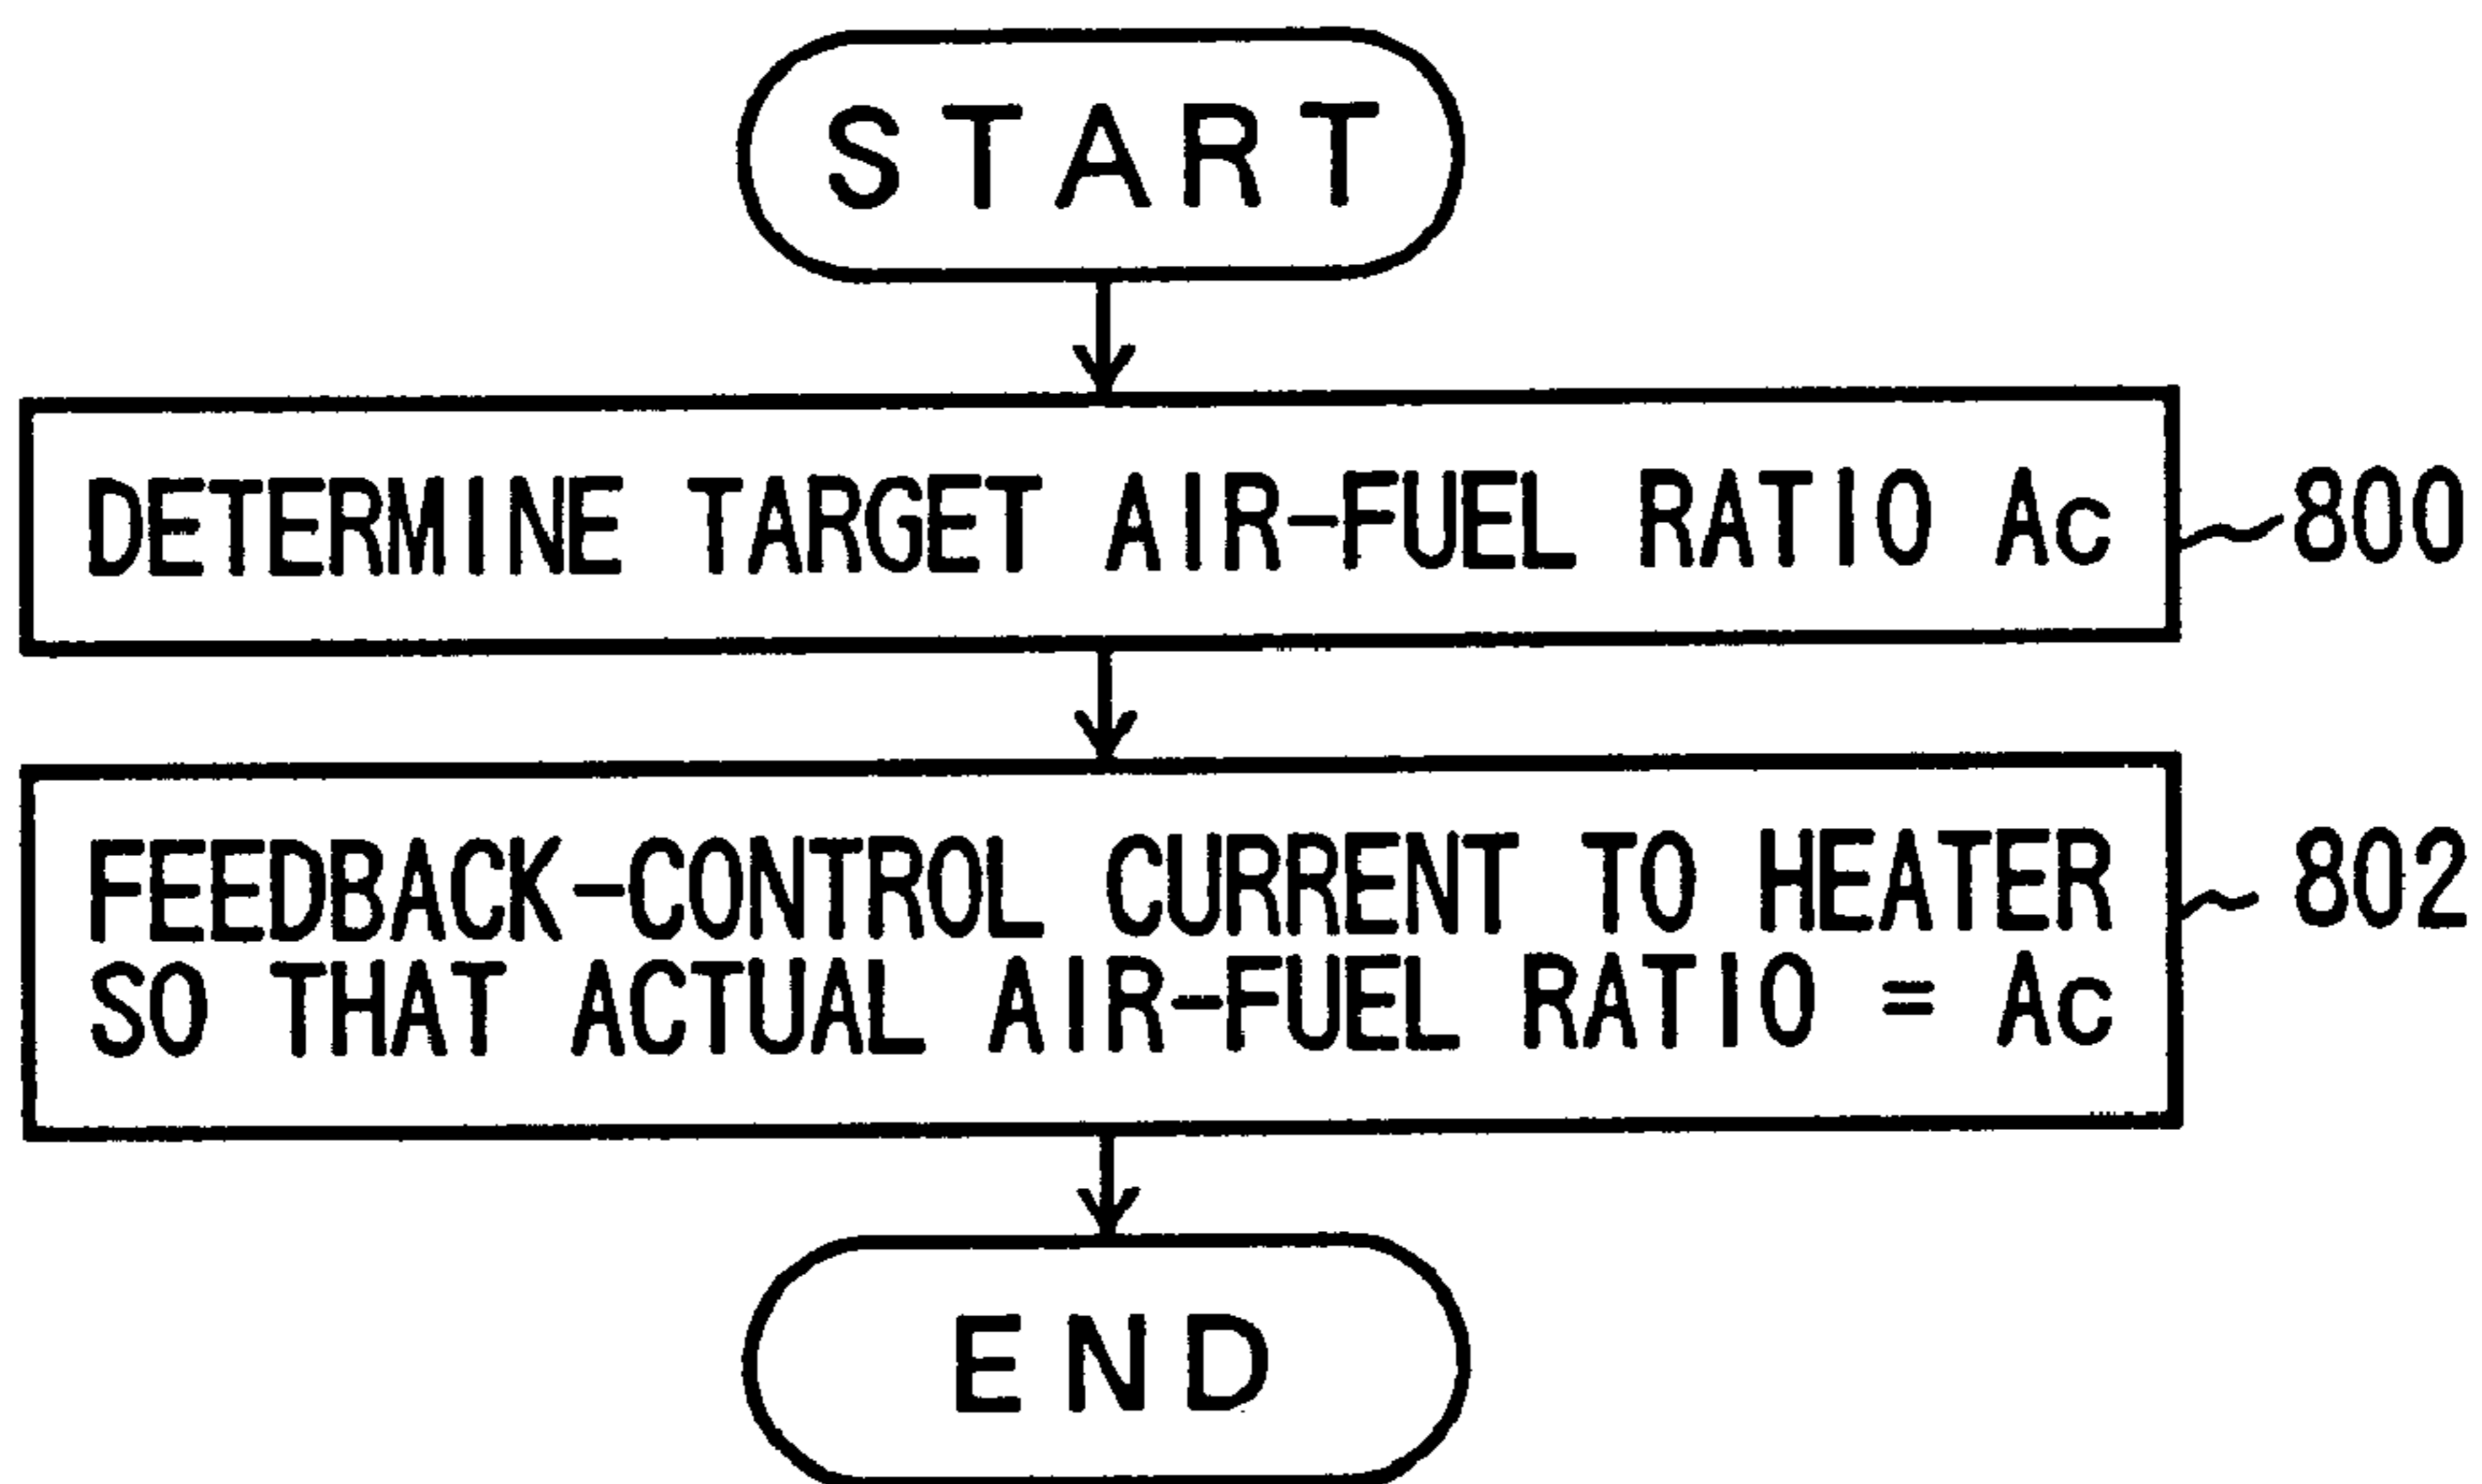 START
DETERMINE TARGET AIR-FUEL RATIO Ac
800
FEEDBACK-CONTROL CURRENT TO HEATER
SO THAT ACTUAL AIR-FUEL RATIO = Ac
802
END